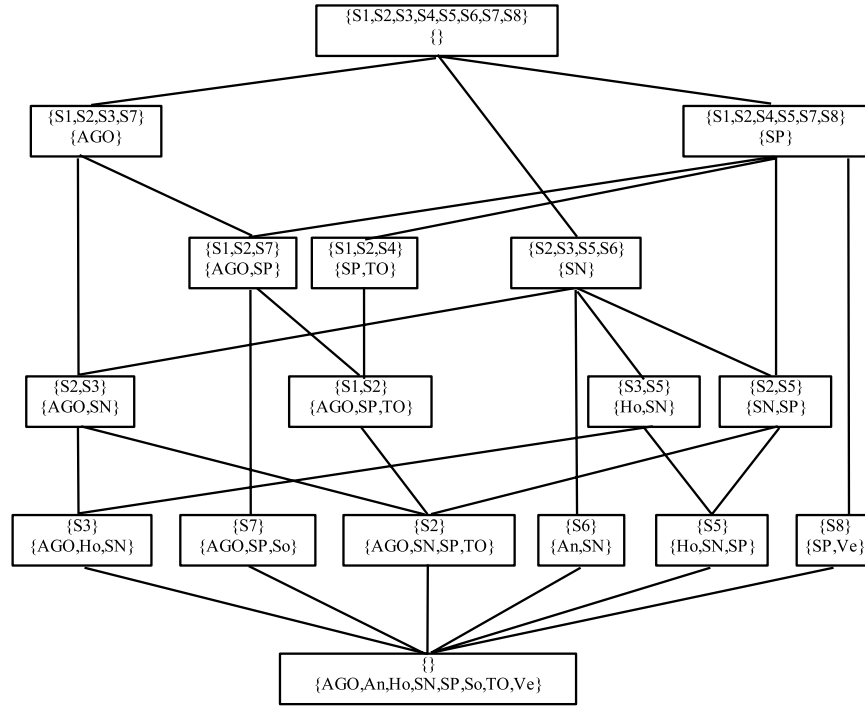 {S1,S2,S3,S4,S5,S6,S7,S8}
{}
{S1,S2,S3,S7}
{AGO}
{S1,S2,S4,S5,S7,S8}
{SP}
{S1,S2,S7}
{AGO,SP}
{S1,S2,S4}
{SP,TO}
{S2,S3,S5,S6}
{SN}
{S2,S3}
{AGO,SN}
{S1,S2}
{AGO,SP,TO}
{S3,S5}
{Ho,SN}
{S2,S5}
{SN,SP}
{S3}
{AGO,Ho,SN}
{S7}
{AGO,SP,So}
{S2}
{AGO,SN,SP,TO}
{S6}
{An,SN}
{S5}
{Ho,SN,SP}
{S8}
{SP,Ve}
{}
{AGO,An,Ho,SN,SP,So,TO,Ve}